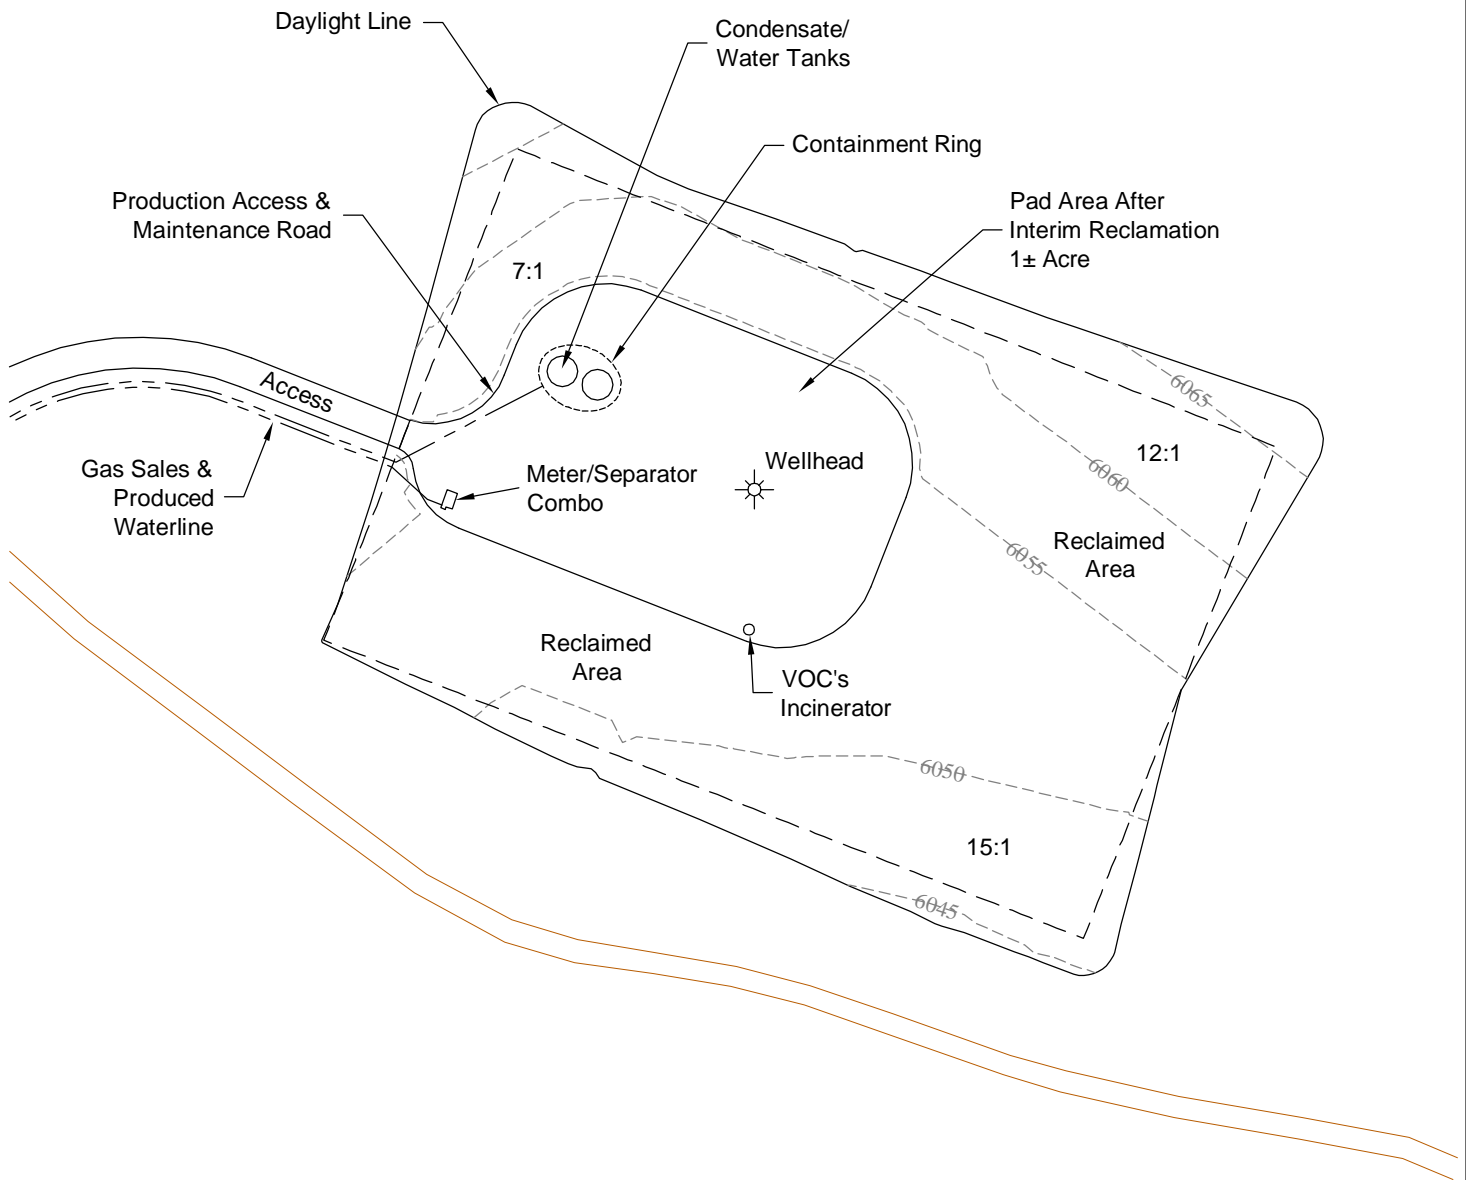 Daylight Line
Condensate/
Water Tanks
Containment Ring
Production Access &
Maintenance Road
Pad Area After
Interim Reclamation
1± Acre
7:1
6065
Access
12:1
6060
Wellhead
Gas Sales &
Produced
Waterline
Meter/Separator
Combo
6055
Reclaimed
Area
Reclaimed
Area
VOC's
Incinerator
6050
15:1
6045